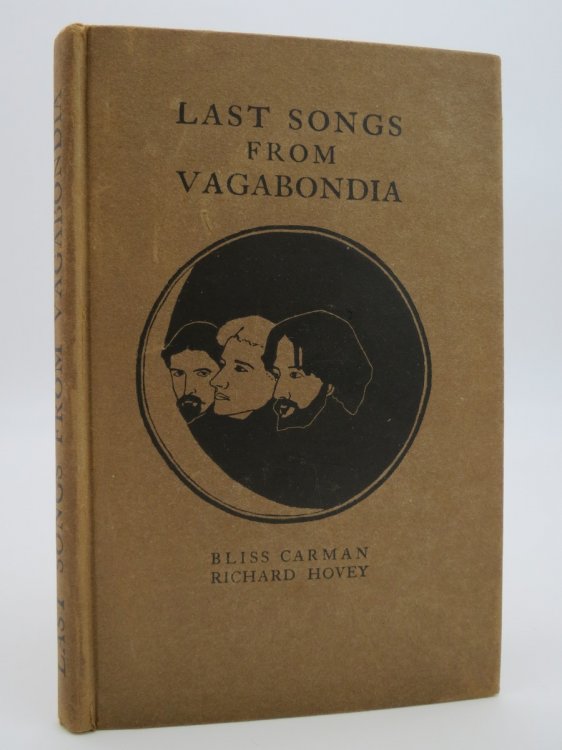 LAST SONGS
FROM
VAGABONDIA
BLISS CARMAN
RICHARD HOVEY
LAST SONGS FROM VAGABONDIA